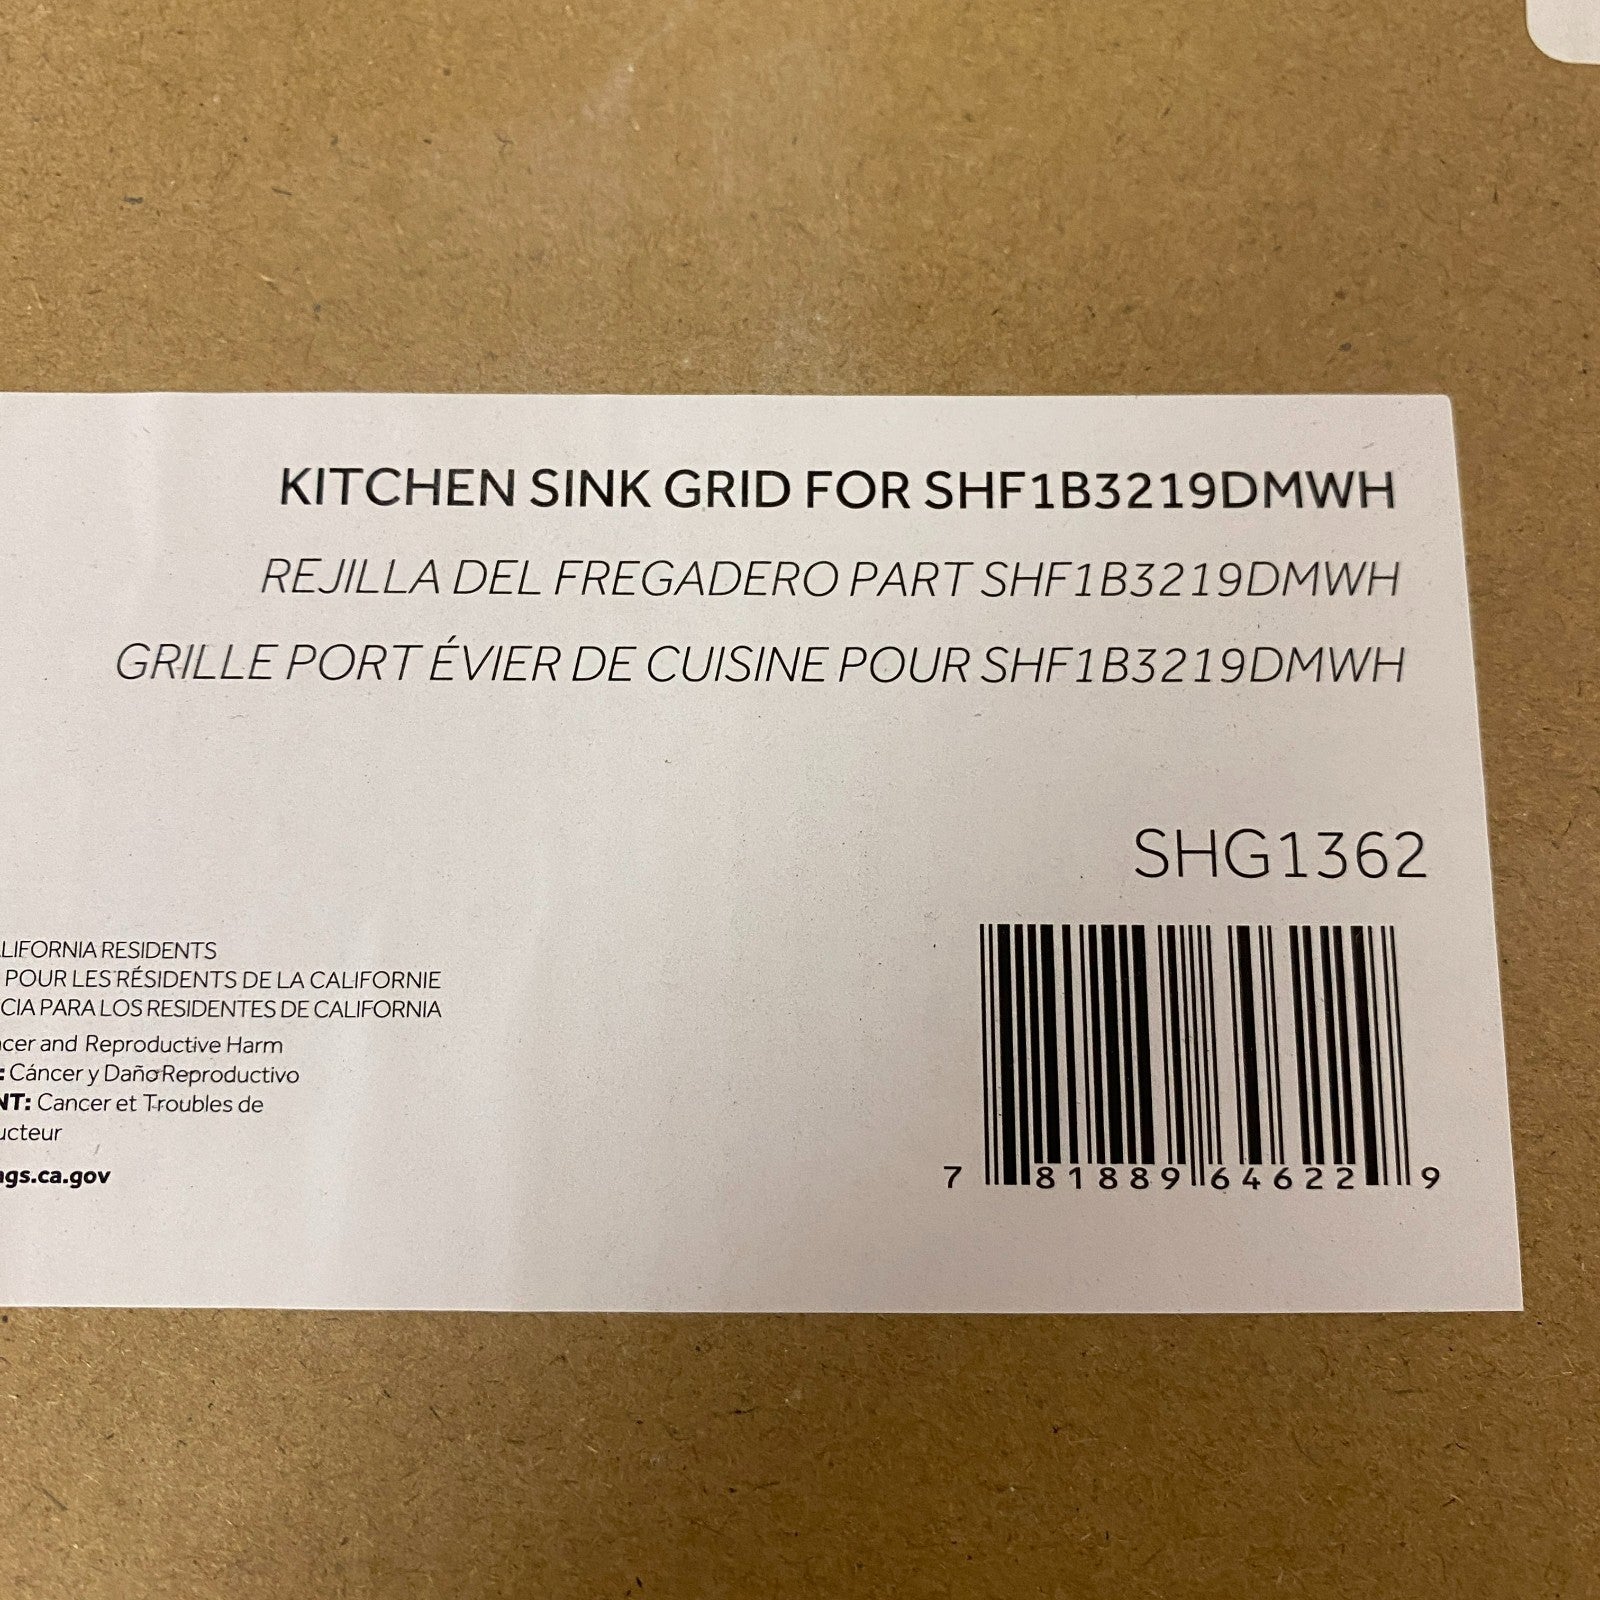 KITCHEN SINK GRID FOR SHF1B3219DMWH
REJILLA DEL FREGADERO PART SHF1B3219DMWH
GRILLE PORT ÉVIER DE CUISINE POUR SHF1B3219DMWH
SHG1362
LIFORNIA RESIDENTS
POUR LES RÉSIDENTS DE LA CALIFORNIE
CIA PARA LOS RESIDENTES DE CALIFORNIA
cer and Reproductive Harm
: Cáncer y Daño Reproductivo
NT: Cancer et Troubles de
ucteur
gs.ca.gov
7 81889 64622 9